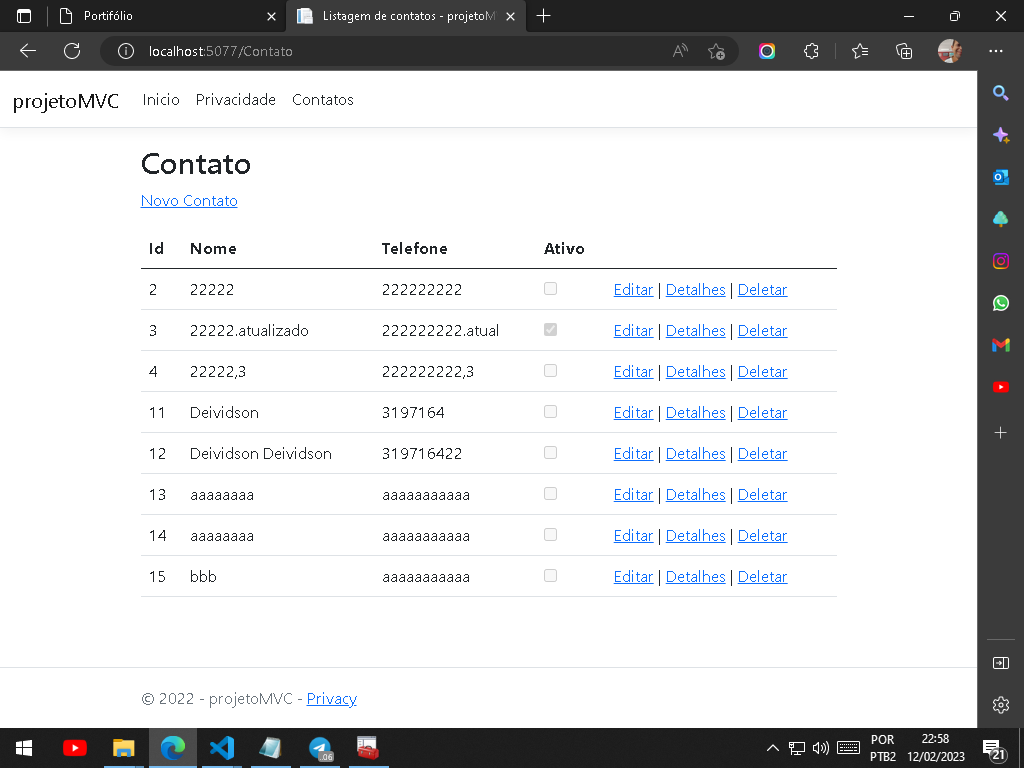 Portifólio
Listagem de contatos - projetoM
localhost:5077/Contato
projetoMVC Inicio Privacidade Contatos
Contato
Novo Contato
Id Nome Telefone Ativo
2 22222 222222222 Editar | Detalhes | Deletar
3 22222.atualizado 222222222.atual Editar | Detalhes | Deletar
4 22222,3 222222222,3 Editar | Detalhes | Deletar
11 Deividson 3197164 Editar | Detalhes | Deletar
12 Deividson Deividson 319716422 Editar | Detalhes | Deletar
13 aaaaaaaa aaaaaaaaaaa Editar | Detalhes | Deletar
14 aaaaaaaa aaaaaaaaaaa Editar | Detalhes | Deletar
15 bbb aaaaaaaaaaa Editar | Detalhes | Deletar
© 2022 - projetoMVC - Privacy
.06
POR 22:58
PTB2 12/02/2023
21